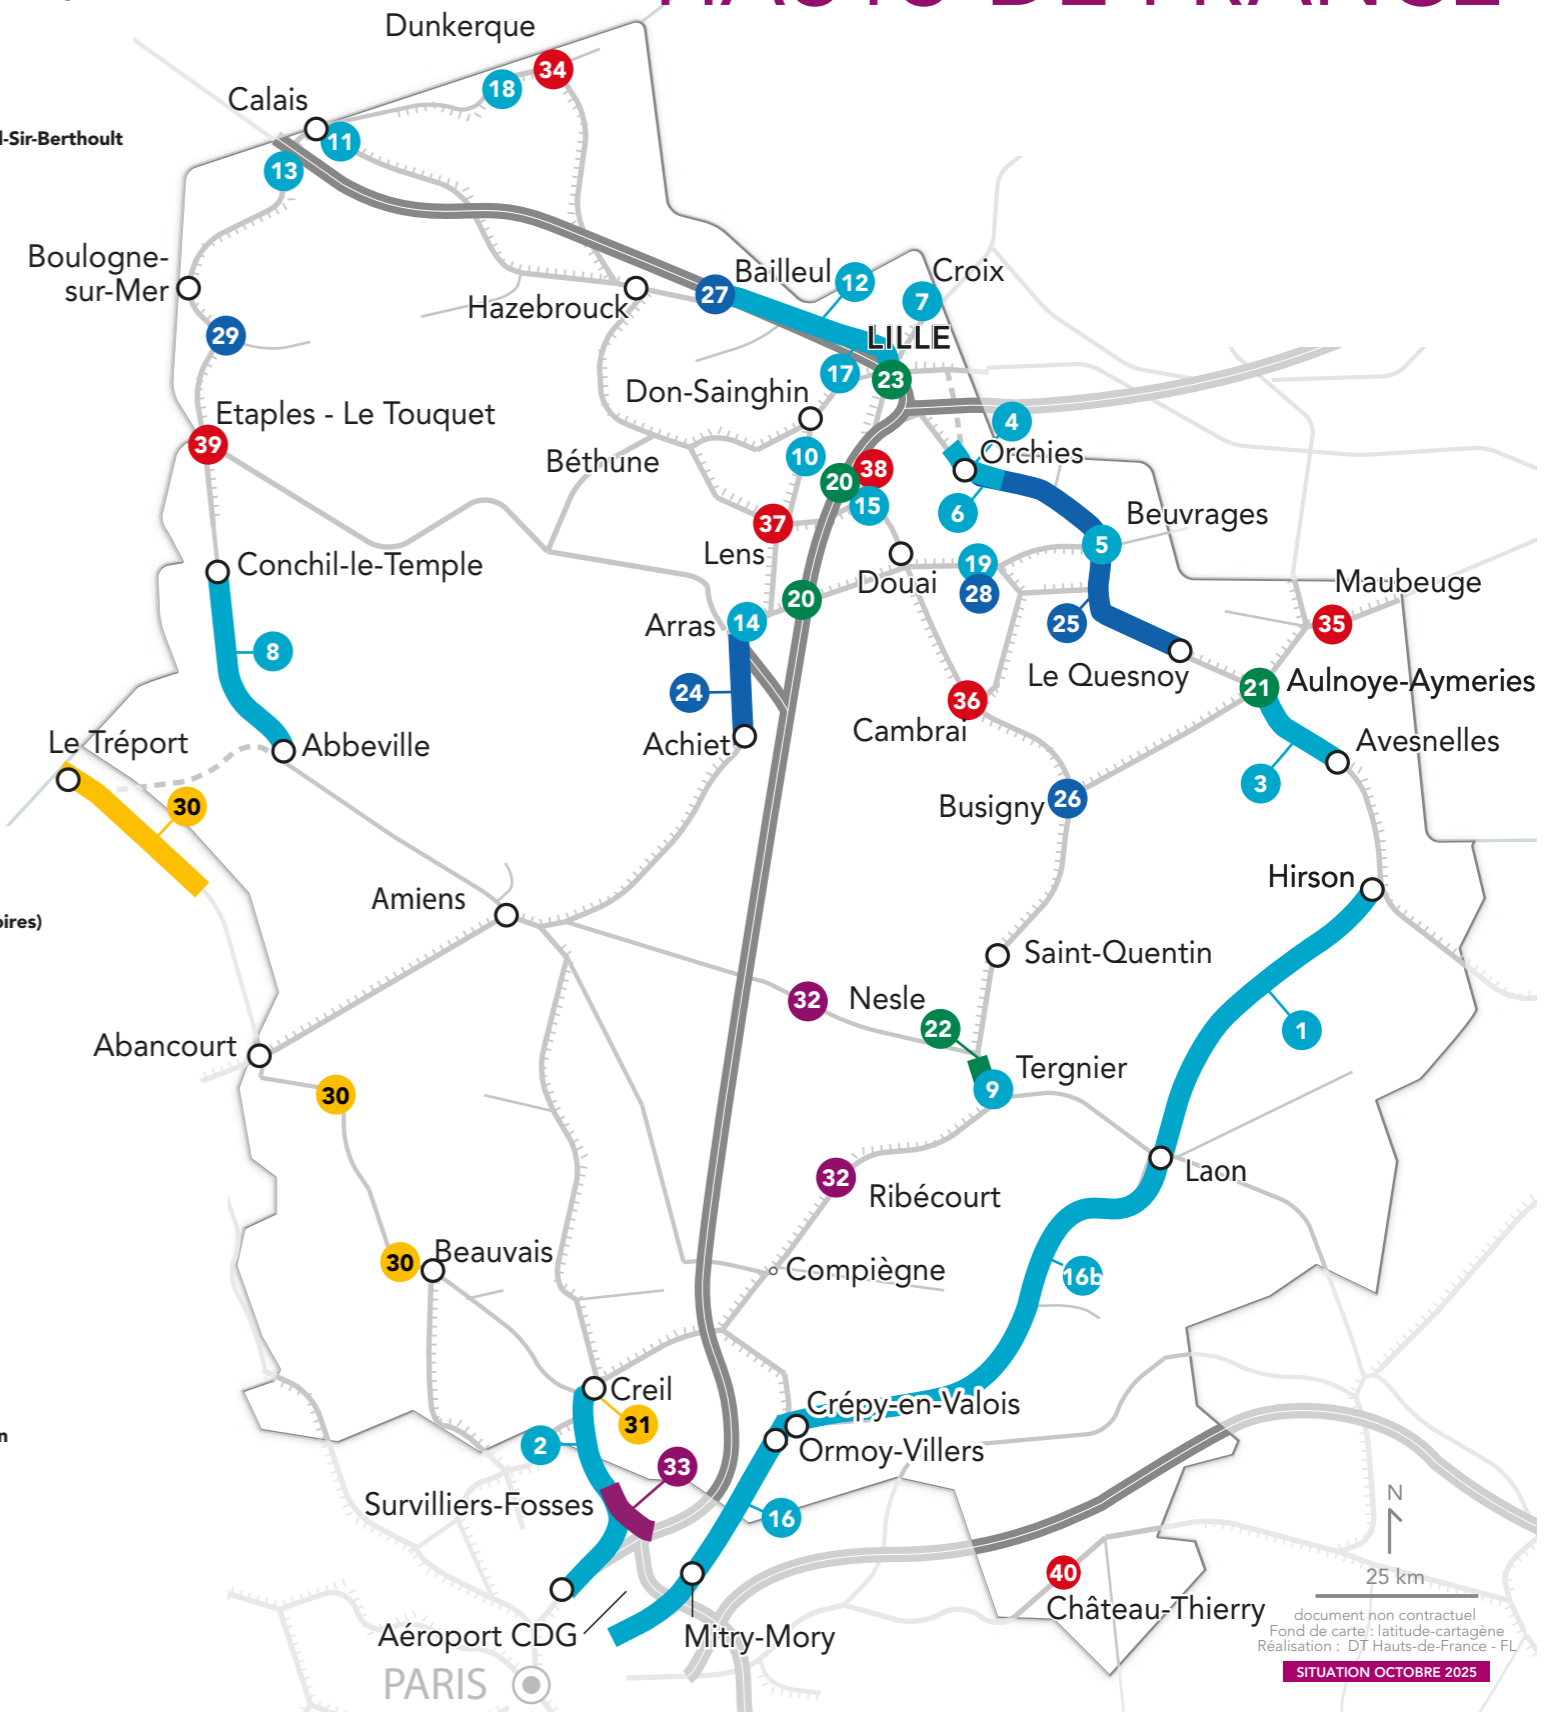 HAUTS-DE-FRANCE
Dunkerque
34
18
Calais
11
l-Sir-Berthoult
13
Boulogne-
sur-Mer
Bailleul
12
Croix
7
27
Hazebrouck
29
LILLE
17
23
Don-Sainghin
Etaples - Le Touquet
39
4
Orchies
10
38
Béthune
20
15
6
Beuvrages
37
5
Lens
Conchil-le-Temple
Douai
19
28
Maubeuge
20
14
Arras
25
35
8
Le Quesnoy
24
21
Aulnoye-Aymeries
36
Cambrai
Le Tréport
Abbeville
Achiet
Avesnelles
3
30
Busigny
26
Hirson
Amiens
oires)
Saint-Quentin
32
Nesle
22
1
Abancourt
Tergnier
9
30
Laon
32
Ribécourt
30
Beauvais
Compiègne
16b
Creil
31
Crépy-en-Valois
n
2
Ormoy-Villers
33
Survilliers-Fosses
16
N
25 km
40
Château-Thierry
Aéroport CDG
Mitry-Mory
PARIS
document non contractuel
Fond de carte : latitude-cartagène
Réalisation : DT Hauts-de-France - FL
SITUATION OCTOBRE 2025